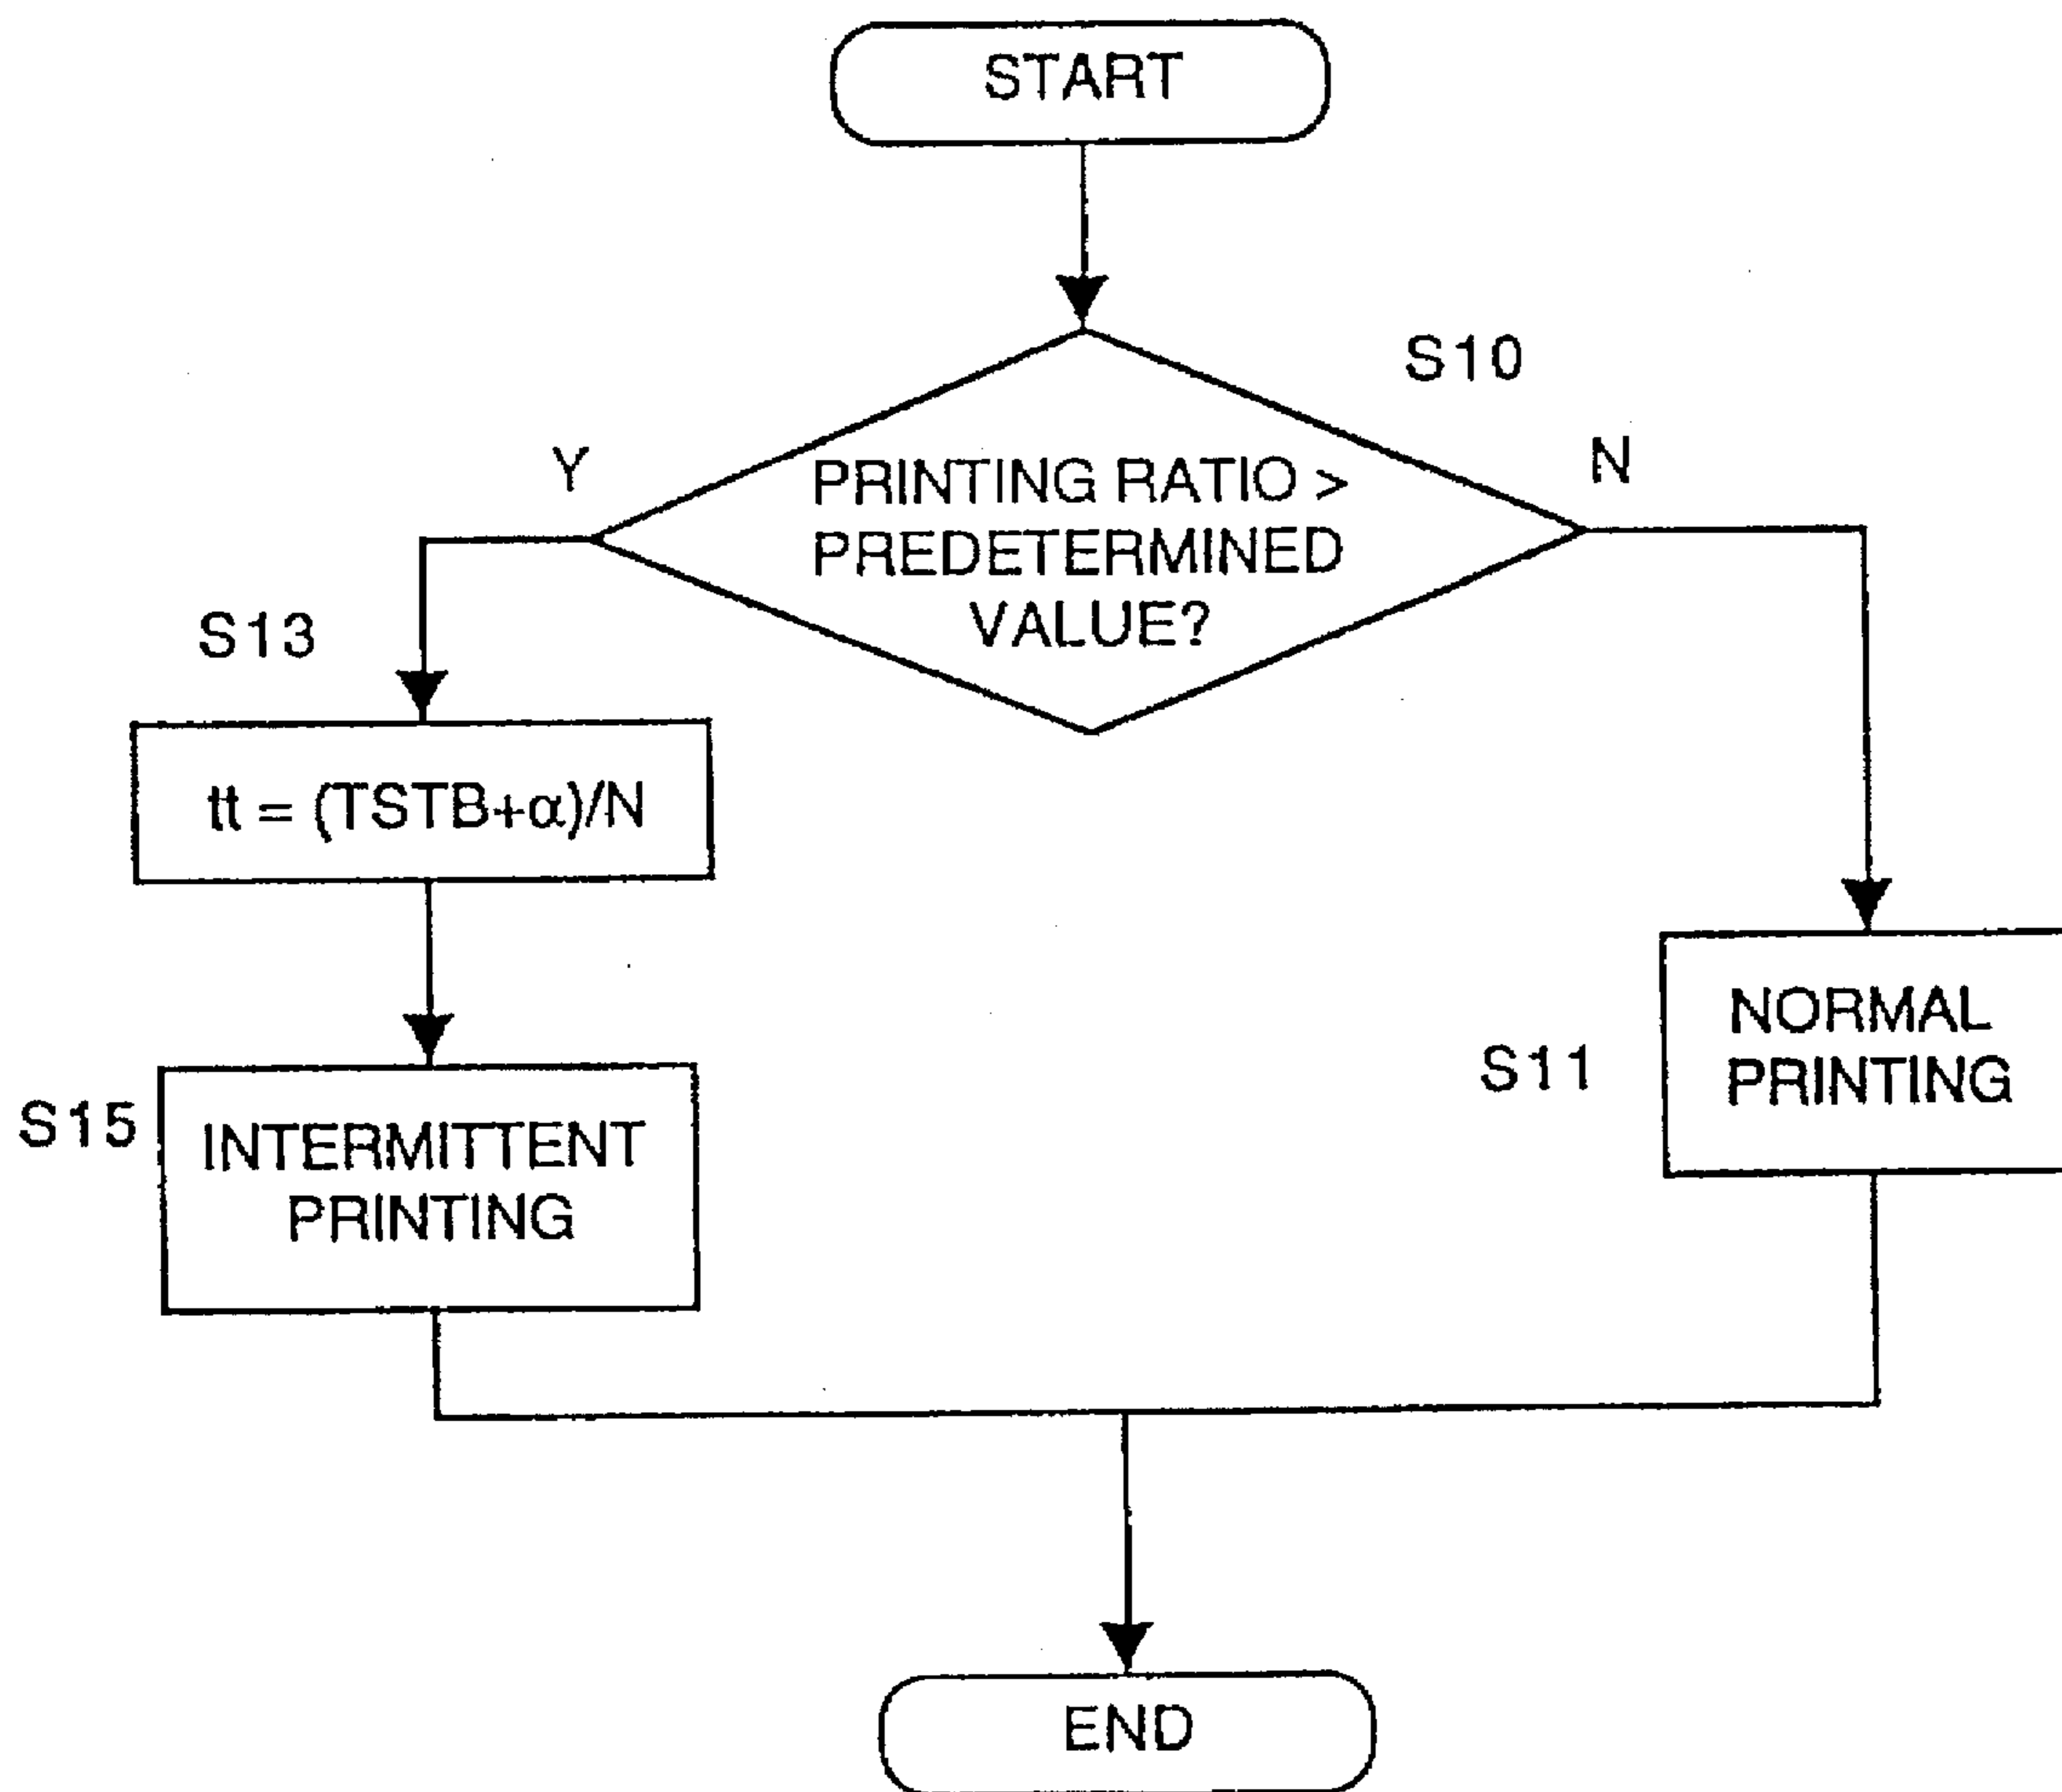 START
S10
Y
N
PRINTING RATIO >
PREDETERMINED
VALUE?
S13
tt = (TSTB+α)/N
S11
NORMAL
PRINTING
S15
INTERMITTENT
PRINTING
END